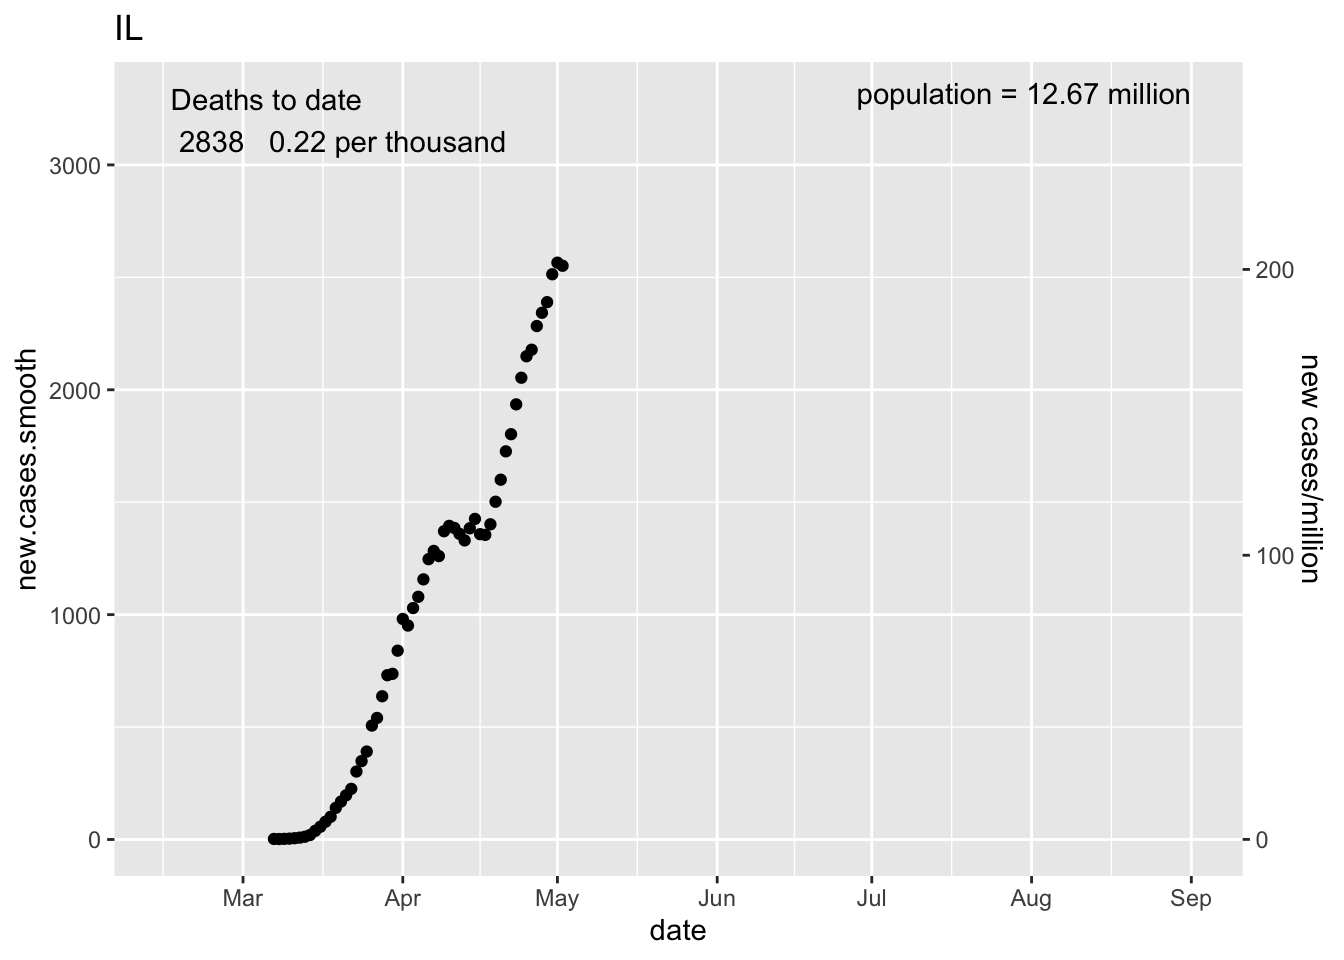 IL
Deaths to date
2838 0.22 per thousand
population = 12.67 million
3000
2000
1000
0
200
100
0
new.cases.smooth
new cases/million
Mar Apr May Jun Jul Aug Sep
date